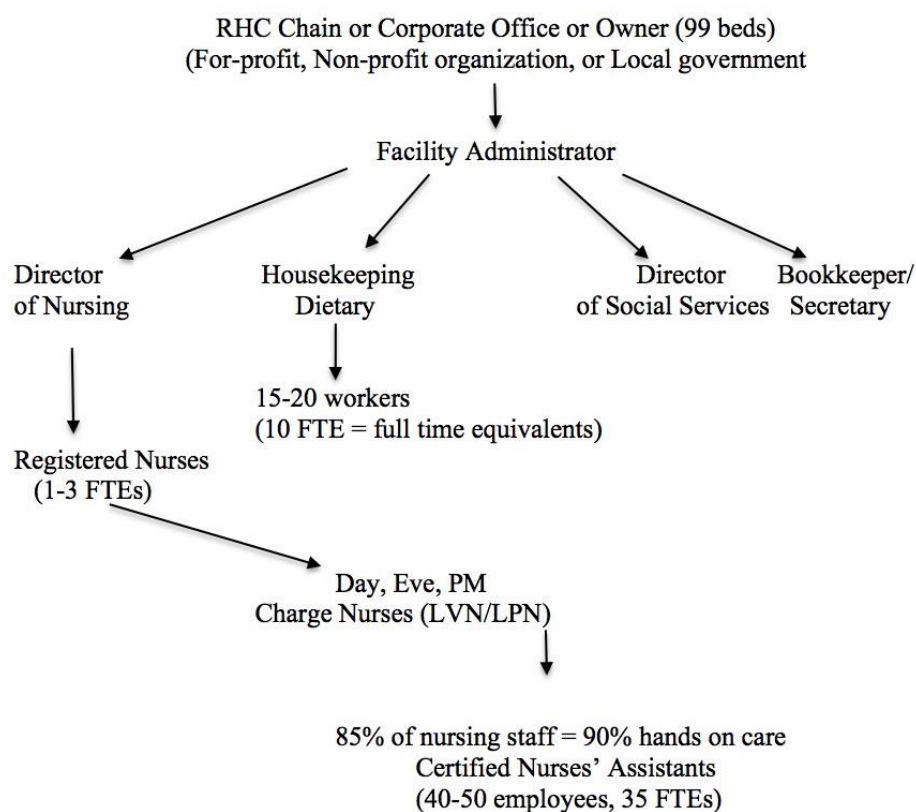 RHC Chain or Corporate Office or Owner (99 beds)
(For-profit, Non-profit organization, or Local government
Facility Administrator
Director
of Nursing
Housekeeping
Dietary
Director
of Social Services
Bookkeeper/
Secretary
15-20 workers
(10 FTE = full time equivalents)
Registered Nurses
(1-3 FTEs)
Day, Eve, PM
Charge Nurses (LVN/LPN)
85% of nursing staff = 90% hands on care
Certified Nurses’ Assistants
(40-50 employees, 35 FTEs)